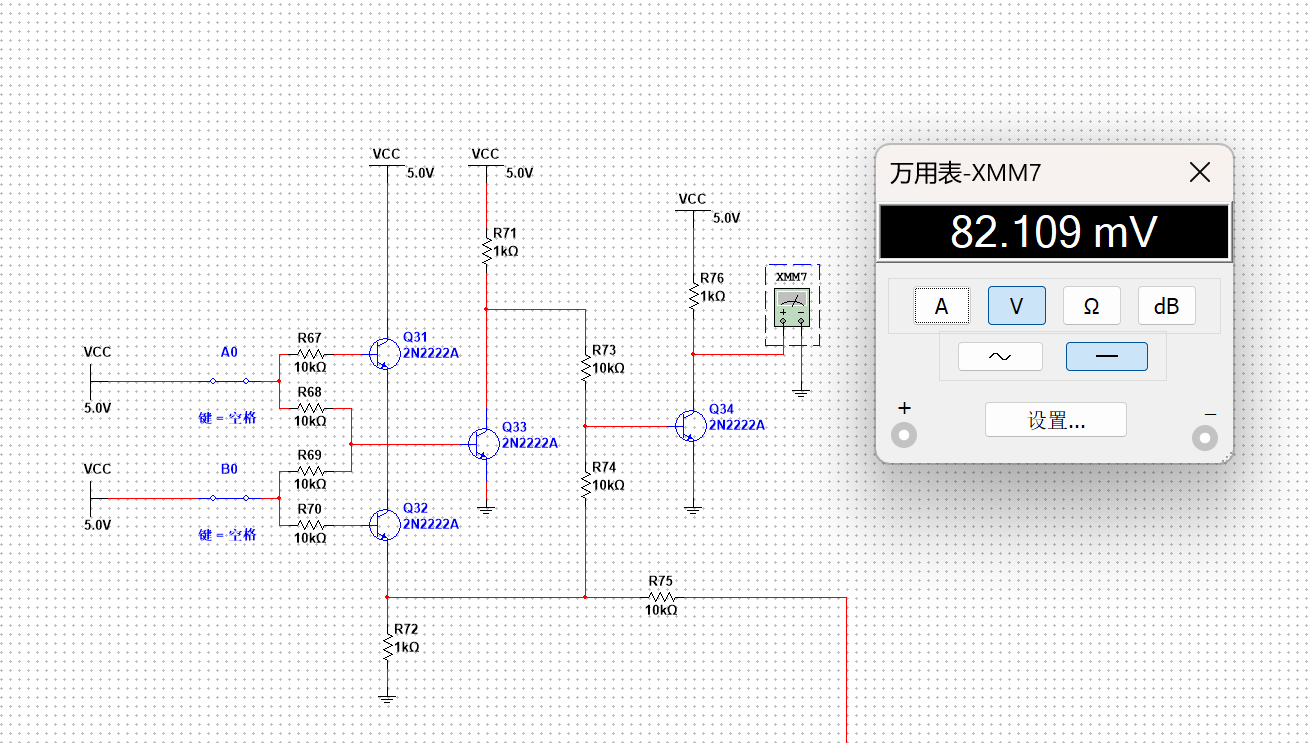 VCC
5.0V
VCC
5.0V
VCC
5.0V
R71
1kΩ
R76
1kΩ
XMM7
万用表-XMM7
82.109 mV
A
V
Ω
dB
设置...
+
–
VCC
5.0V
A0
键 = 空格
R67
10kΩ
R68
10kΩ
Q31
2N2222A
R73
10kΩ
Q34
2N2222A
Q33
2N2222A
VCC
5.0V
B0
键 = 空格
R69
10kΩ
R70
10kΩ
Q32
2N2222A
R74
10kΩ
R75
10kΩ
R72
1kΩ